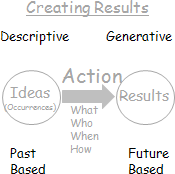 Creating Results
Descriptive Generative
Action
Ideas
(Occurrences)
Results
What
Who
When
How
Past Based
Future Based